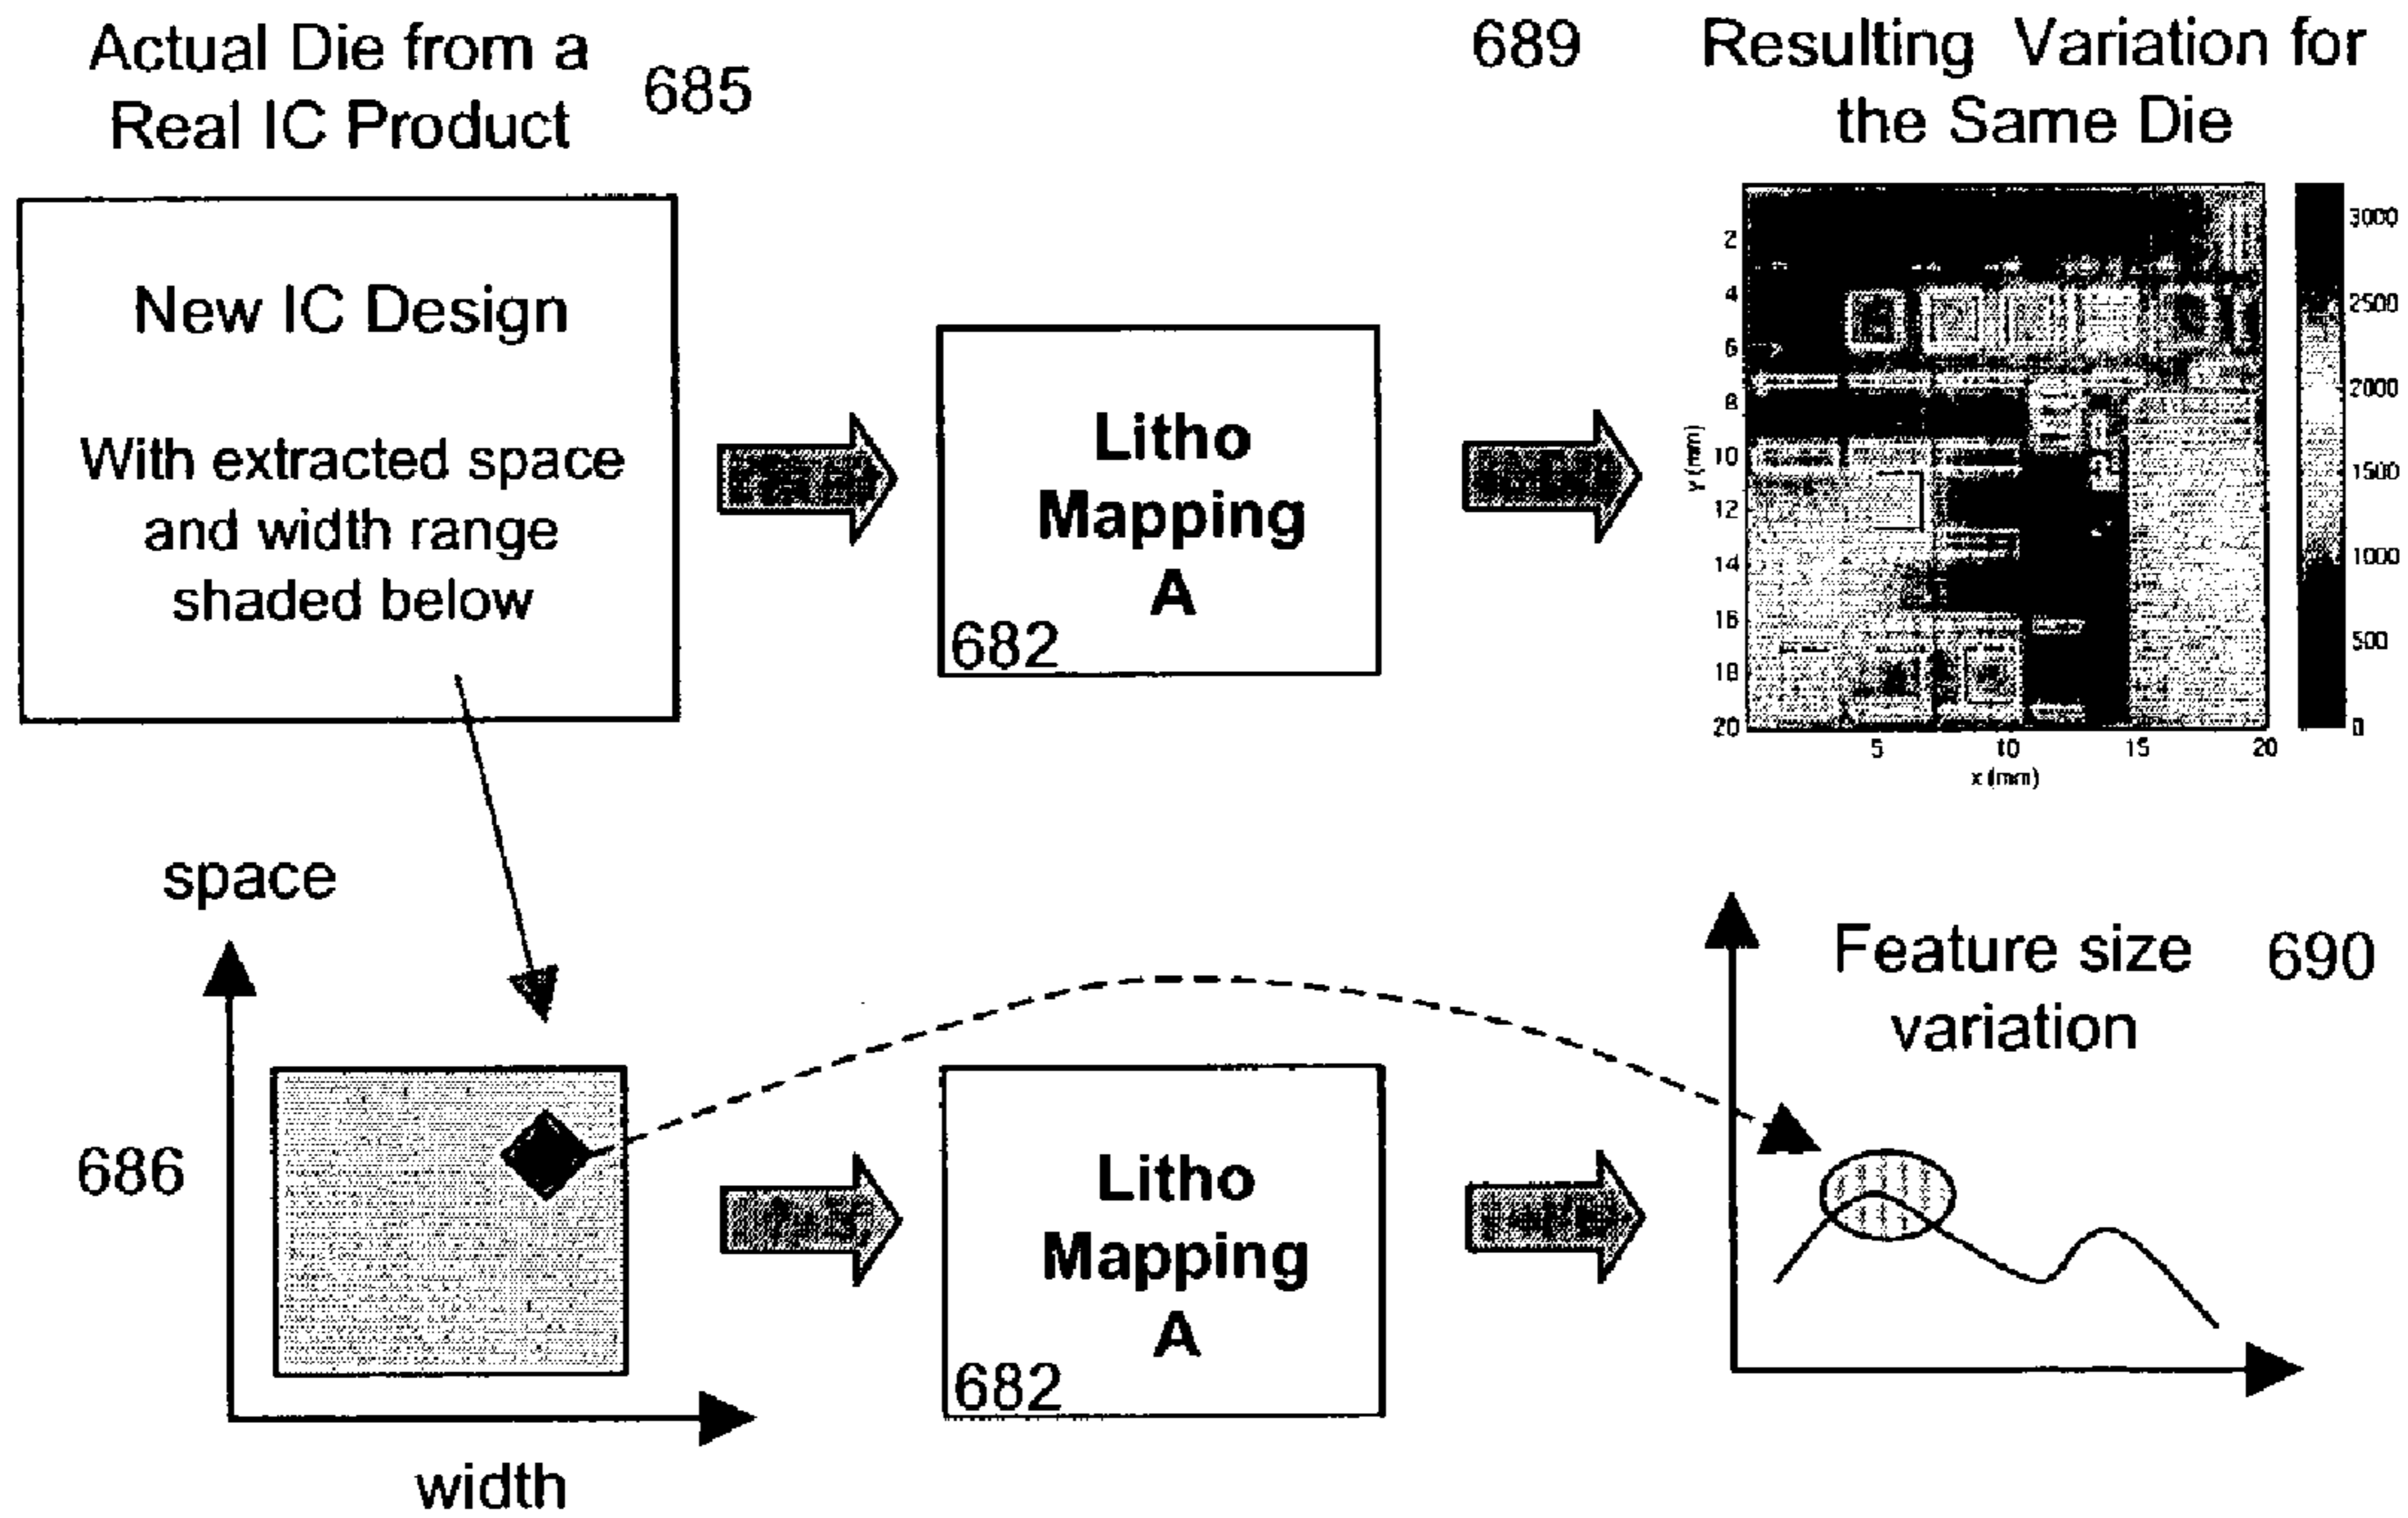 Actual Die from a
Real IC Product
685
689
Resulting Variation for
the Same Die
New IC Design
With extracted space
and width range
shaded below
Litho
Mapping
A
682
2
4
6
8
10
12
14
16
18
20
Y (mm)
5
10
15
20
x (mm)
3000
2500
2000
1500
1000
500
0
space
686
width
Litho
Mapping
A
682
Feature size
variation
690